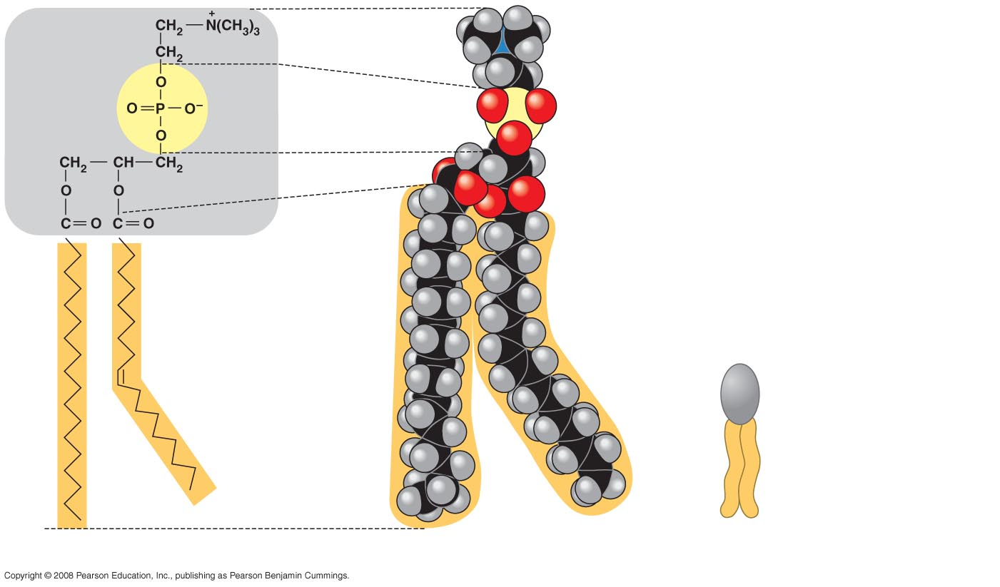 CH₂—N⁺(CH₃)₃
CH₂
O
O=P—O⁻
O
CH₂—CH—CH₂
O O
C=O C=O
Copyright © 2008 Pearson Education, Inc., publishing as Pearson Benjamin Cummings.